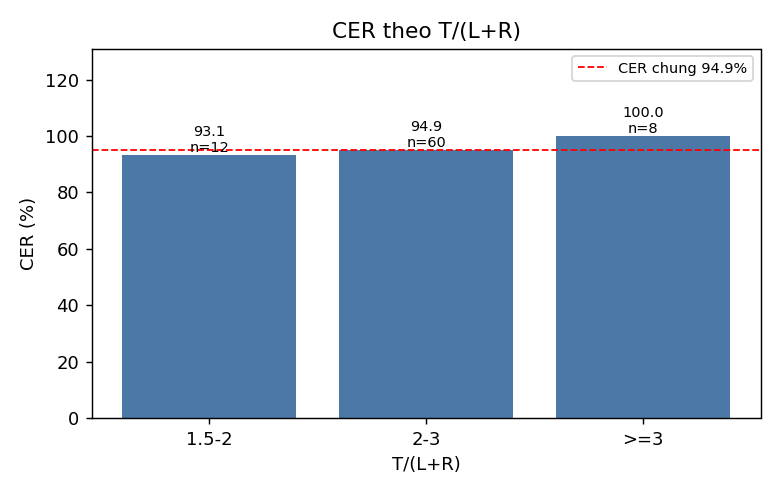 CER theo T/(L+R)
CER chung 94.9%
120
100
80
60
40
20
0
CER (%)
93.1
n=12
94.9
n=60
100.0
n=8
1.5-2
2-3
>=3
T/(L+R)